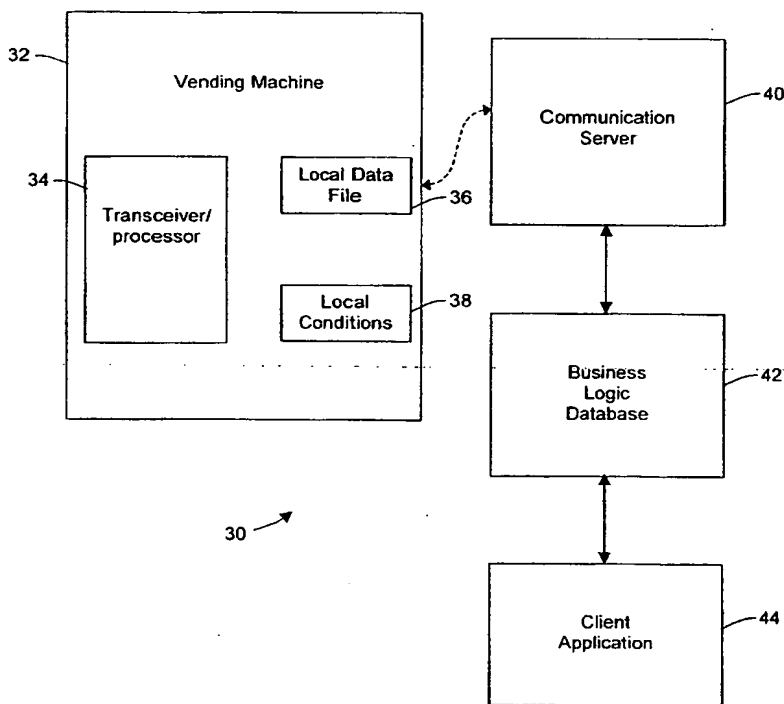 32
Vending Machine
34
Transceiver/
processor
Local Data
File
36
Local
Conditions
38
Communication
Server
40
Business
Logic
Database
42
30
Client
Application
44